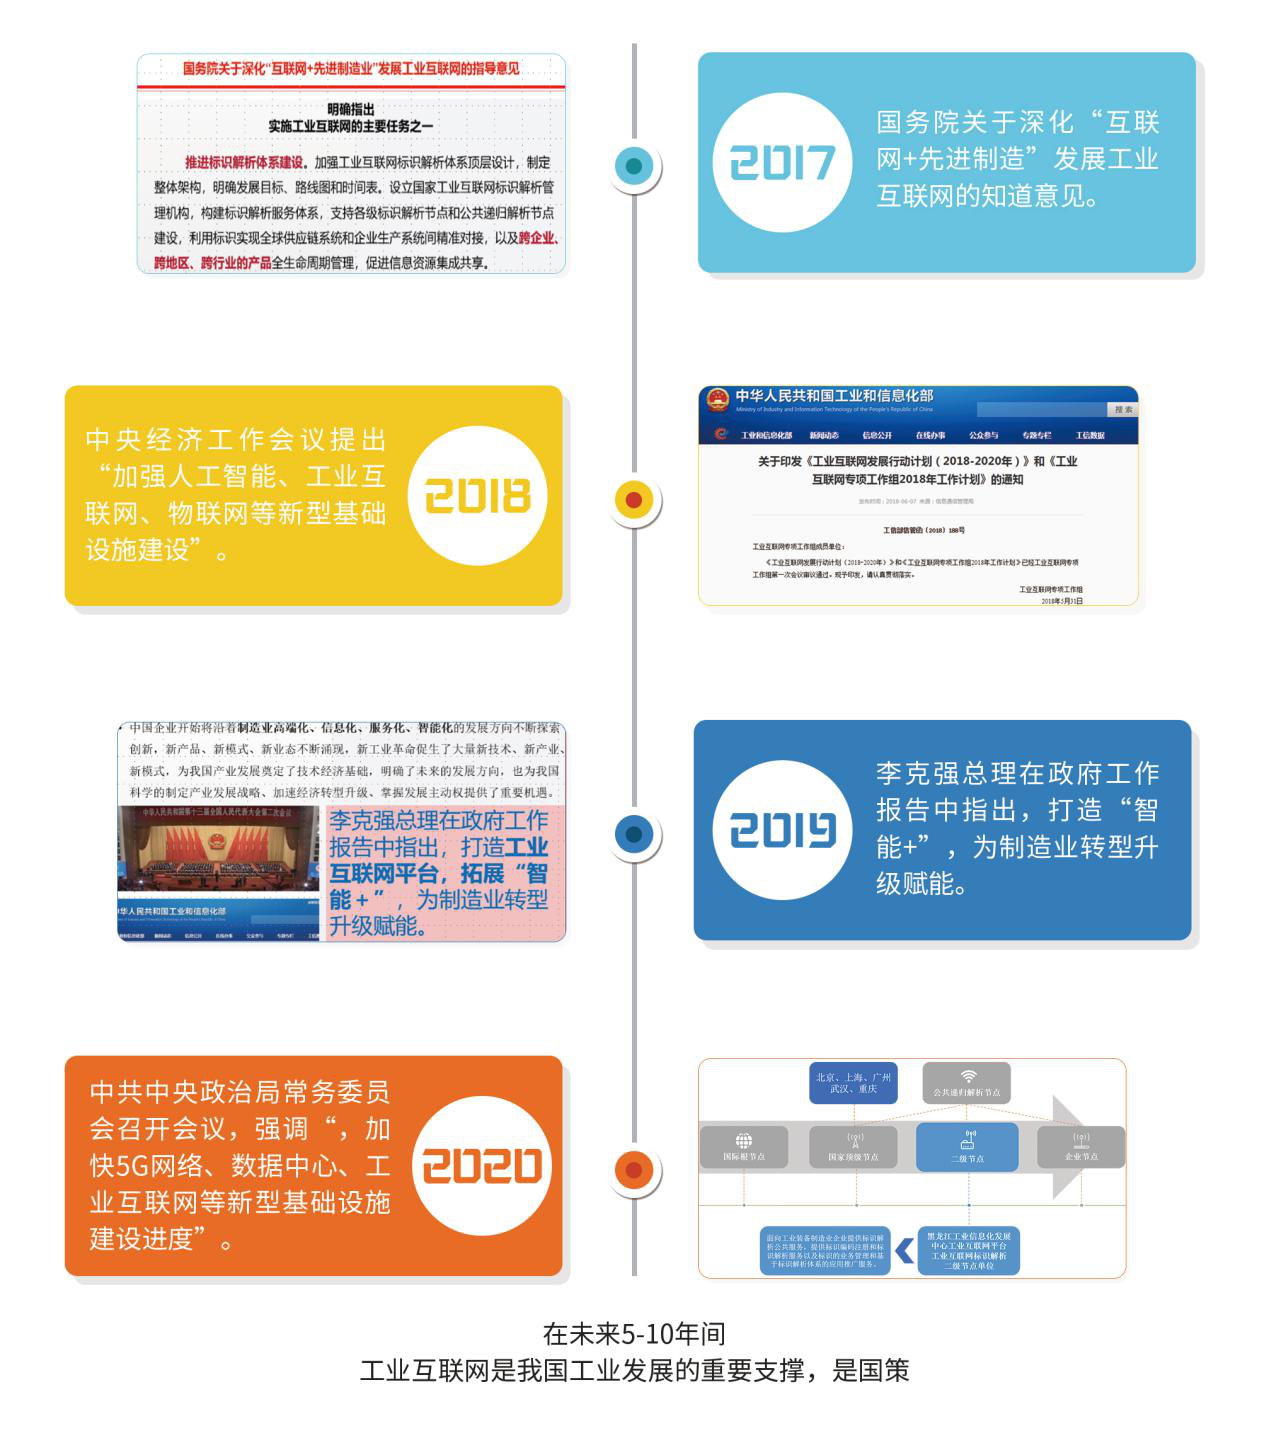 国务院关于深化“互联网+先进制造业”发展工业互联网的指导意见
明确指出
实施工业互联网的主要任务之一
推进标识解析体系建设。加强工业互联网标识解析体系顶层设计，制定
整体架构，明确发展目标、路线图和时间表。设立国家工业互联网标识解析管
理机构，构建标识解析服务体系，支持各级标识解析节点和公共递归解析节点
建设，利用标识实现全球供应链系统和企业生产系统间精准对接，以及跨企业、
跨地区、跨行业的产品全生命周期管理，促进信息资源集成共享。
2017
国务院关于深化“互联
网+先进制造”发展工业
互联网的知道意见。
中央经济工作会议提出
“加强人工智能、工业互
联网、物联网等新型基础
设施建设”。
2018
中华人民共和国工业和信息化部
Ministry of Industry and Information Technology of the People's Republic of China
搜 索
工业和信息化部 新闻动态 信息公开 在线办事 公众参与 专题专栏 工信数据
关于印发《工业互联网发展行动计划（2018-2020年）》和《工业
互联网专项工作组2018年工作计划》的通知
发布时间：2018-06-07 来源：信息通信管理局
工信部信管函〔2018〕188号
工业互联网专项工作组成员单位：
《工业互联网发展行动计划（2018-2020年）》和《工业互联网专项工作组2018年工作计划》已经工业互联网专项
工作组第一次会议审议通过。现予印发，请认真贯彻落实。
工业互联网专项工作组
2018年5月31日
中国企业开始将沿着制造业高端化、信息化、服务化、智能化的发展方向不断探索
创新，新产品、新模式、新业态不断涌现，新工业革命促生了大量新技术、新产业、
新模式，为我国产业发展奠定了技术经济基础，明确了未来的发展方向，也为我国
科学的制定产业发展战略、加速经济转型升级、掌握发展主动权提供了重要机遇。
中华人民共和国第十三届全国人民代表大会第二次会议
华人民共和国工业和信息化部
新闻动态 信息公开 在线办事 公众参与 专题专栏
李克强总理在政府工作
报告中指出，打造工业
互联网平台，拓展“智
能+”，为制造业转型
升级赋能。
2019
李克强总理在政府工作
报告中指出，打造“智
能+”，为制造业转型升
级赋能。
中共中央政治局常务委员
会召开会议，强调“，加
快5G网络、数据中心、工
业互联网等新型基础设施
建设进度”。
2020
北京、上海、广州
武汉、重庆
公共递归解析节点
国际根节点
国家顶级节点
二级节点
企业节点
面向工业装备制造业企业提供标识解
析公共服务。提供标识编码注册和标
识解析服务以及标识的业务管理和基
于标识解析体系的应用推广服务。
黑龙江工业信息化发展
中心工业互联网平台
工业互联网标识解析
二级节点单位
在未来5-10年间
工业互联网是我国工业发展的重要支撑，是国策